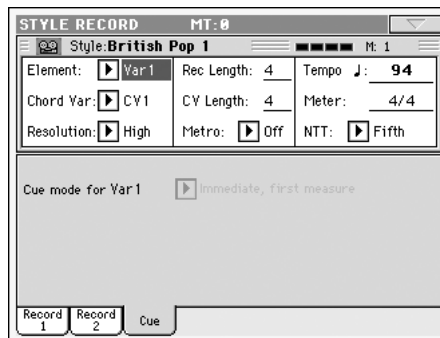 STYLE RECORD MT:0
Style:British Pop 1 M: 1
Element: Var1 Rec Length: 4 Tempo ♩: 94
Chord Var: CV1 CV Length: 4 Meter: 4/4
Resolution: High Metro: Off NTT: Fifth
Cue mode for Var1 Immediate, first measure
Record 1 Record 2 Cue